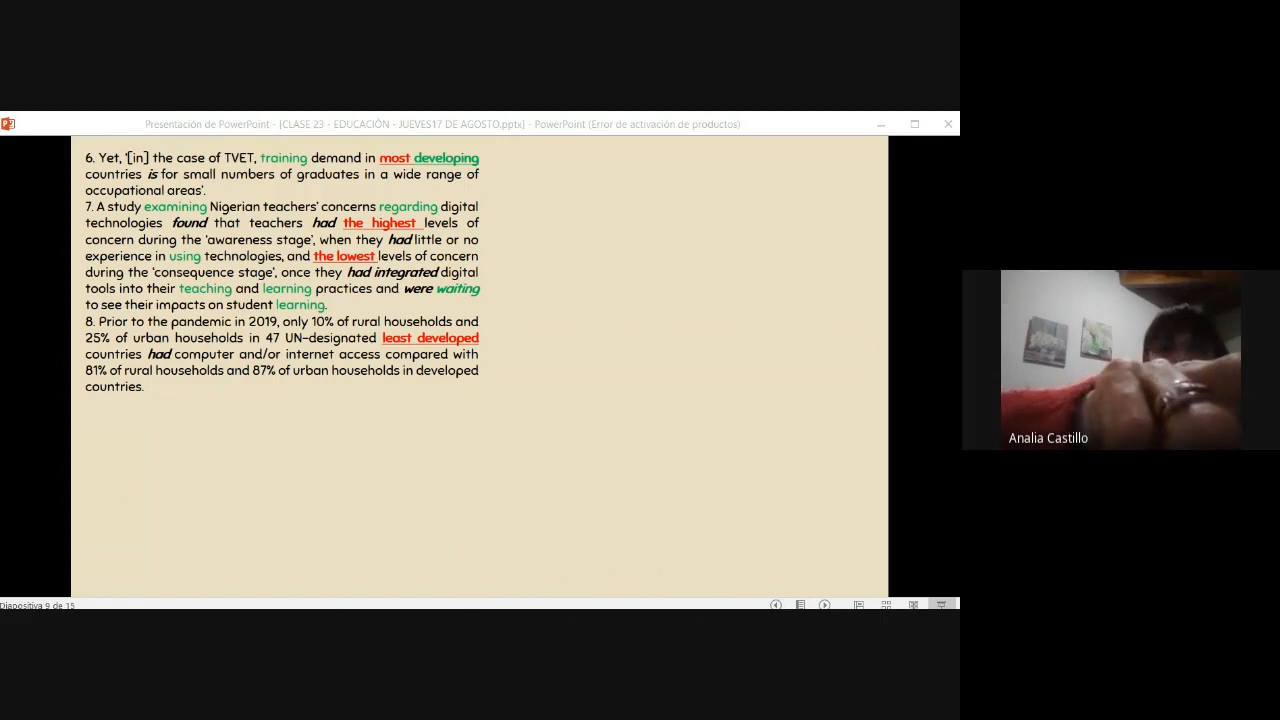 Presentación de PowerPoint - [CLASE 23 - EDUCACIÓN - JUEVES17 DE AGOSTO.pptx] - PowerPoint (Error de activación de productos)
6. Yet, '[in] the case of TVET, training demand in most developing
countries is for small numbers of graduates in a wide range of
occupational areas'.
7. A study examining Nigerian teachers' concerns regarding digital
technologies found that teachers had the highest levels of
concern during the 'awareness stage', when they had little or no
experience in using technologies, and the lowest levels of concern
during the 'consequence stage', once they had integrated digital
tools into their teaching and learning practices and were waiting
to see their impacts on student learning.
8. Prior to the pandemic in 2019, only 10% of rural households and
25% of urban households in 47 UN-designated least developed
countries had computer and/or internet access compared with
81% of rural households and 87% of urban households in developed
countries.
Analia Castillo
Diapositiva 9 de 15